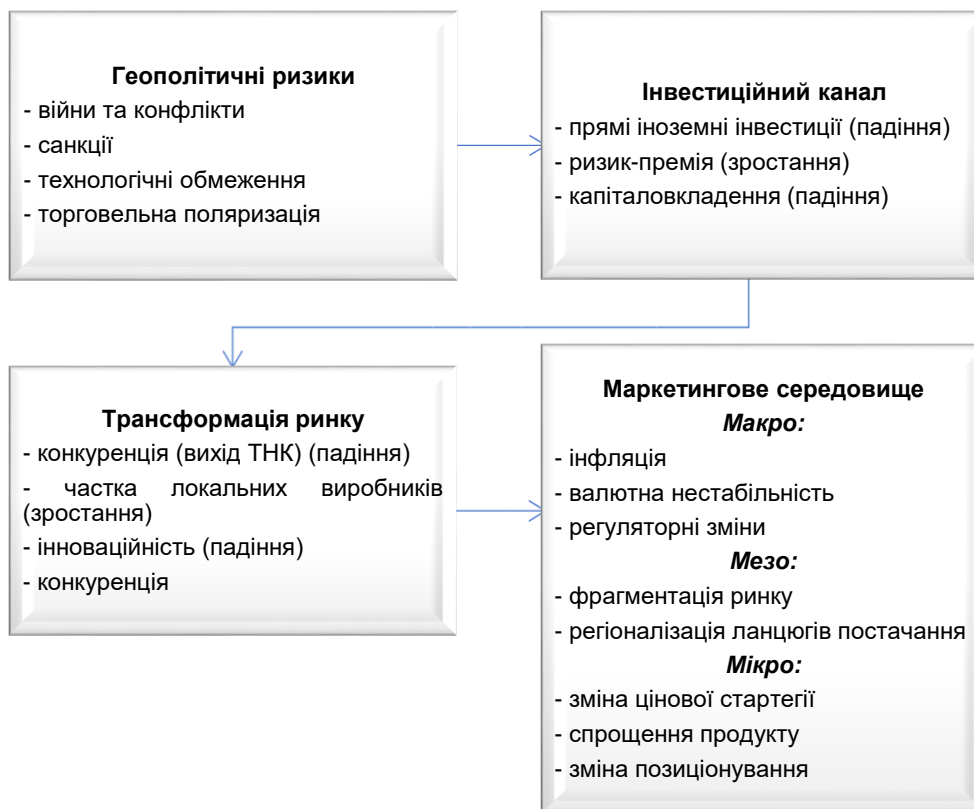 Геополітичні ризики
- війни та конфлікти
- санкції
- технологічні обмеження
- торговельна поляризація
Інвестиційний канал
- прямі іноземні інвестиції (падіння)
- ризик-премія (зростання)
- капіталовкладення (падіння)
Трансформація ринку
- конкуренція (вихід ТНК) (падіння)
- частка локальних виробників
(зростання)
- інноваційність (падіння)
- конкуренція
Маркетингове середовище
Макро:
- інфляція
- валютна нестабільність
- регуляторні зміни
Мезо:
- фрагментація ринку
- регіоналізація ланцюгів постачання
Мікро:
- зміна цінової стартегії
- спрощення продукту
- зміна позиціонування